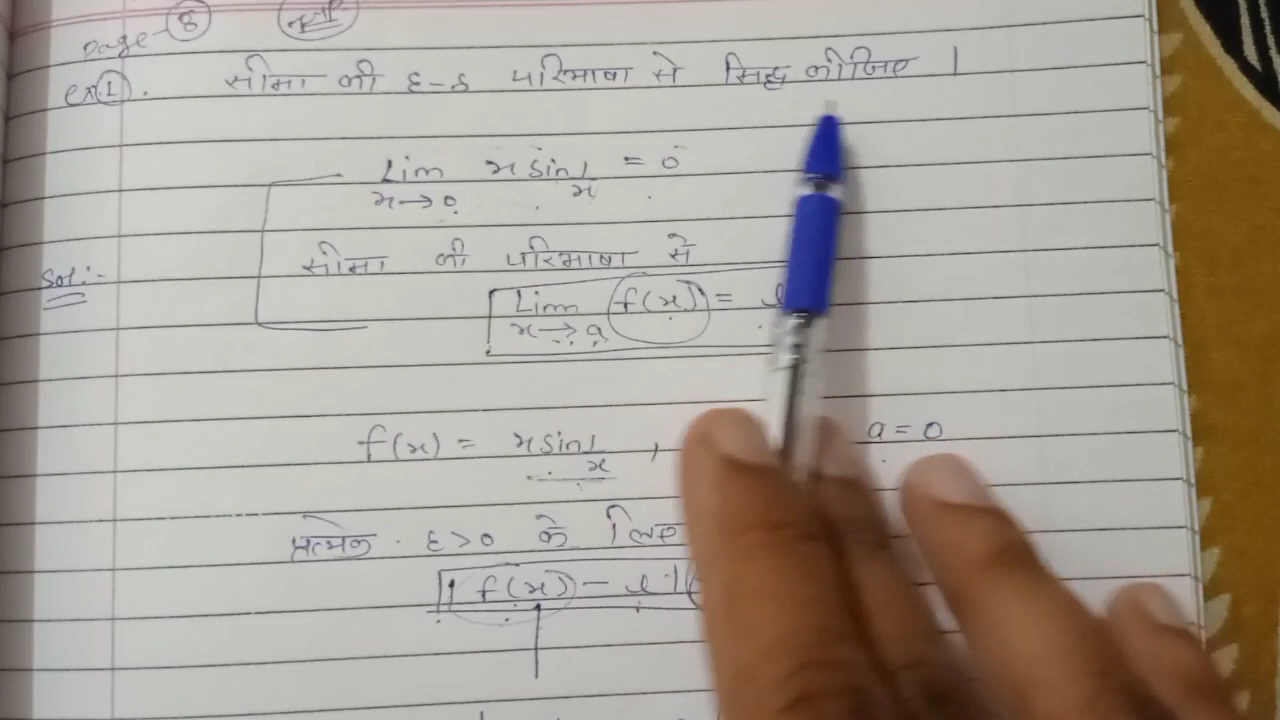 page-8
ex 1. सीमा की ε-δ परिभाषा से सिद्ध कीजिए ।
Lim x sin 1/x = 0
x→0
Sol:- सीमा की परिभाषा से
Lim f(x) = l
x→a
f(x) = x sin 1/x , a = 0
प्रत्येक ε>0 के लिए
| f(x) - l |